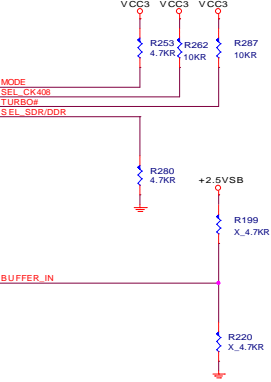 VCC3 VCC3 VCC3
R253 R262 R287
4.7KR 10KR 10KR
MODE
SEL_CK408
TURBO#
SEL_SDR/DDR
R280
4.7KR
+2.5VSB
R199
X_4.7KR
BUFFER_IN
R220
X_4.7KR